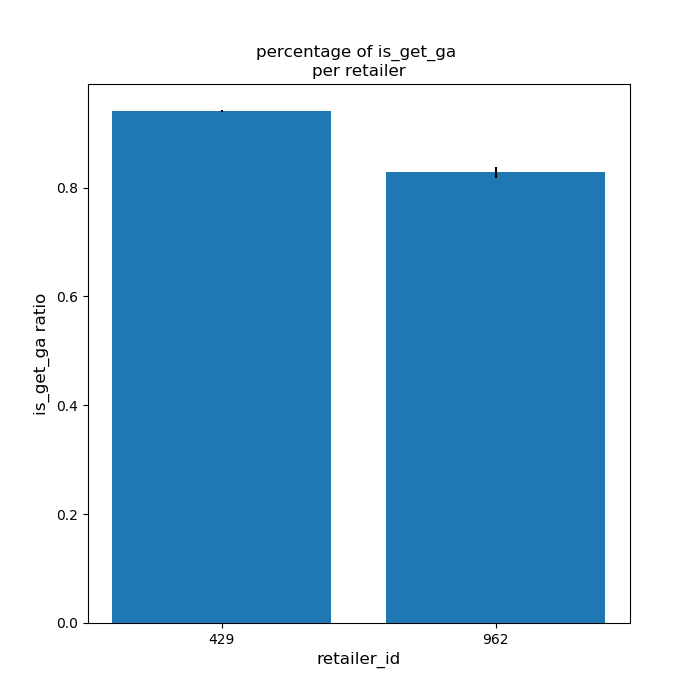 percentage of is_get_ga
per retailer
is_get_ga ratio
0.8
0.6
0.4
0.2
0.0
429
962
retailer_id